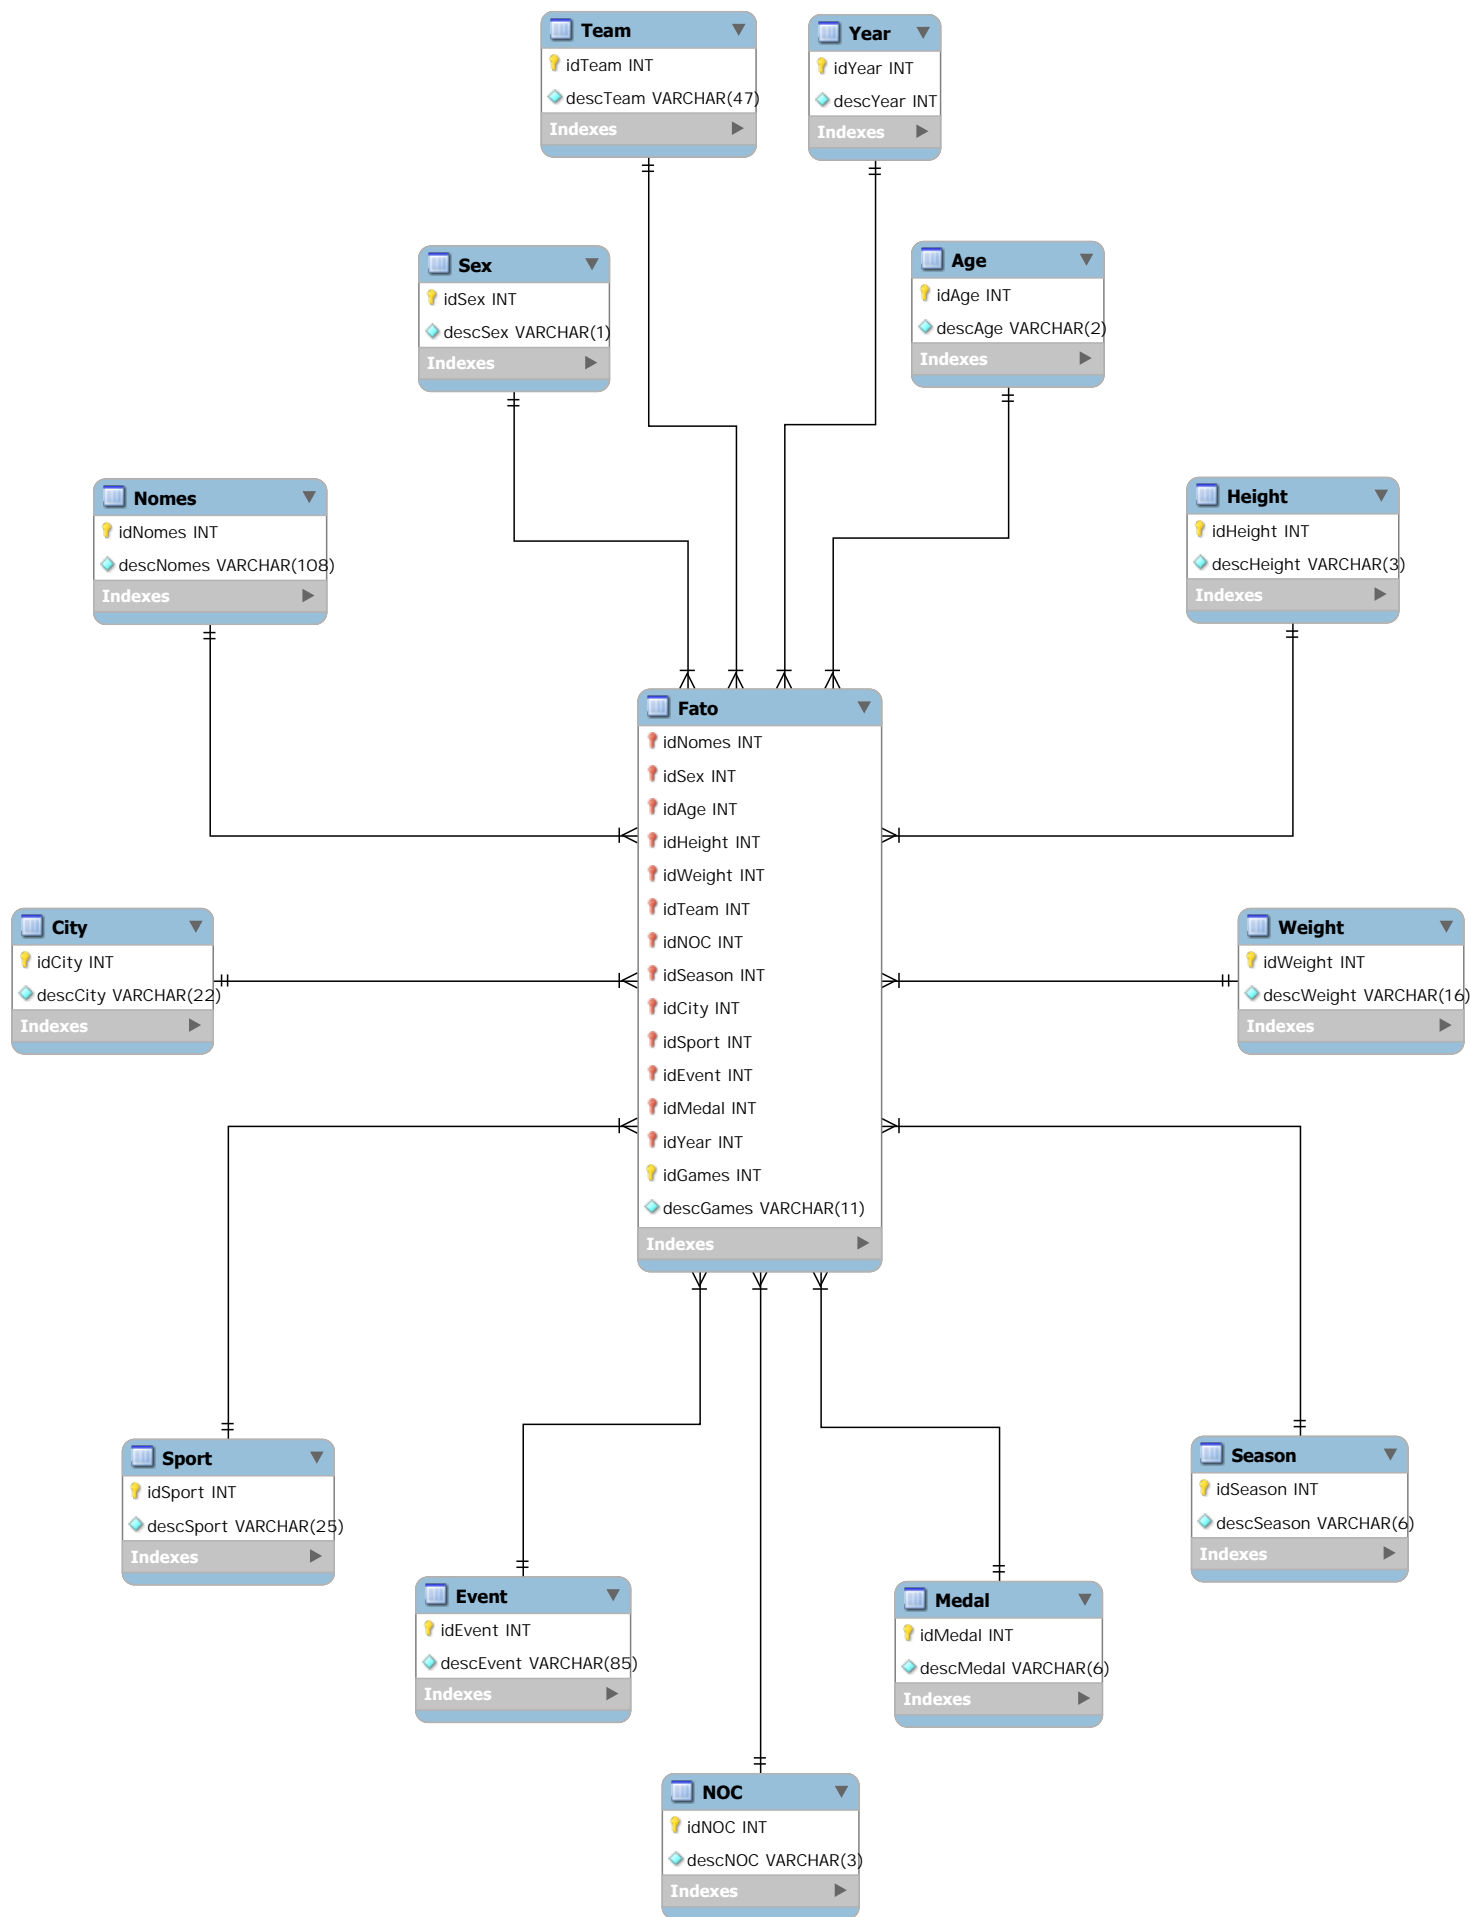 Team
idTeam INT
descTeam VARCHAR(47)
Indexes
Year
idYear INT
descYear INT
Indexes
Sex
idSex INT
descSex VARCHAR(1)
Indexes
Age
idAge INT
descAge VARCHAR(2)
Indexes
Nomes
idNomes INT
descNomes VARCHAR(108)
Indexes
Height
idHeight INT
descHeight VARCHAR(3)
Indexes
Fato
idNomes INT
idSex INT
idAge INT
idHeight INT
idWeight INT
idTeam INT
idNOC INT
idSeason INT
idCity INT
idSport INT
idEvent INT
idMedal INT
idYear INT
idGames INT
descGames VARCHAR(11)
Indexes
City
idCity INT
descCity VARCHAR(22)
Indexes
Weight
idWeight INT
descWeight VARCHAR(16)
Indexes
Sport
idSport INT
descSport VARCHAR(25)
Indexes
Season
idSeason INT
descSeason VARCHAR(6)
Indexes
Event
idEvent INT
descEvent VARCHAR(85)
Indexes
Medal
idMedal INT
descMedal VARCHAR(6)
Indexes
NOC
idNOC INT
descNOC VARCHAR(3)
Indexes